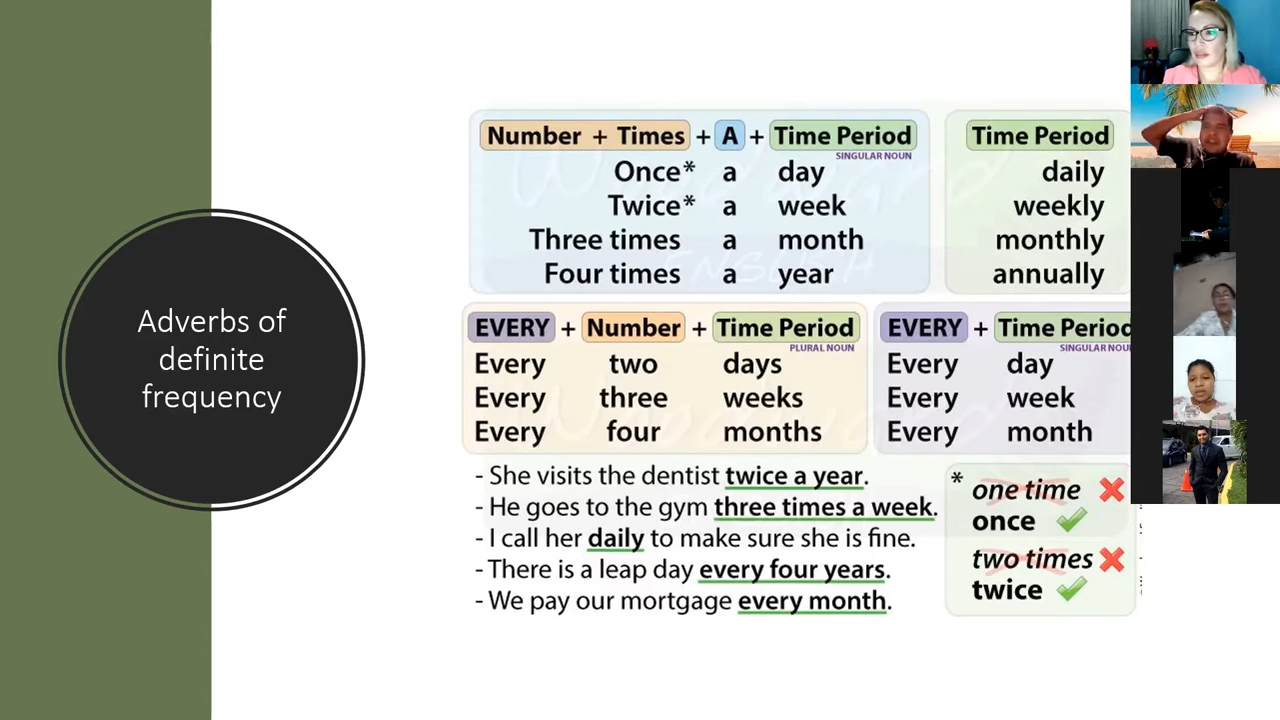 Adverbs of
definite
frequency
Number + Times + A + Time Period
SINGULAR NOUN
Once* a day
Twice* a week
Three times a month
Four times a year
Time Period
daily
weekly
monthly
annually
EVERY + Number + Time Period
PLURAL NOUN
Every two days
Every three weeks
Every four months
EVERY + Time Period
SINGULAR NOU
Every day
Every week
Every month
- She visits the dentist twice a year.
- He goes to the gym three times a week.
- I call her daily to make sure she is fine.
- There is a leap day every four years.
- We pay our mortgage every month.
* one time
once
two times
twice
ENGLISH